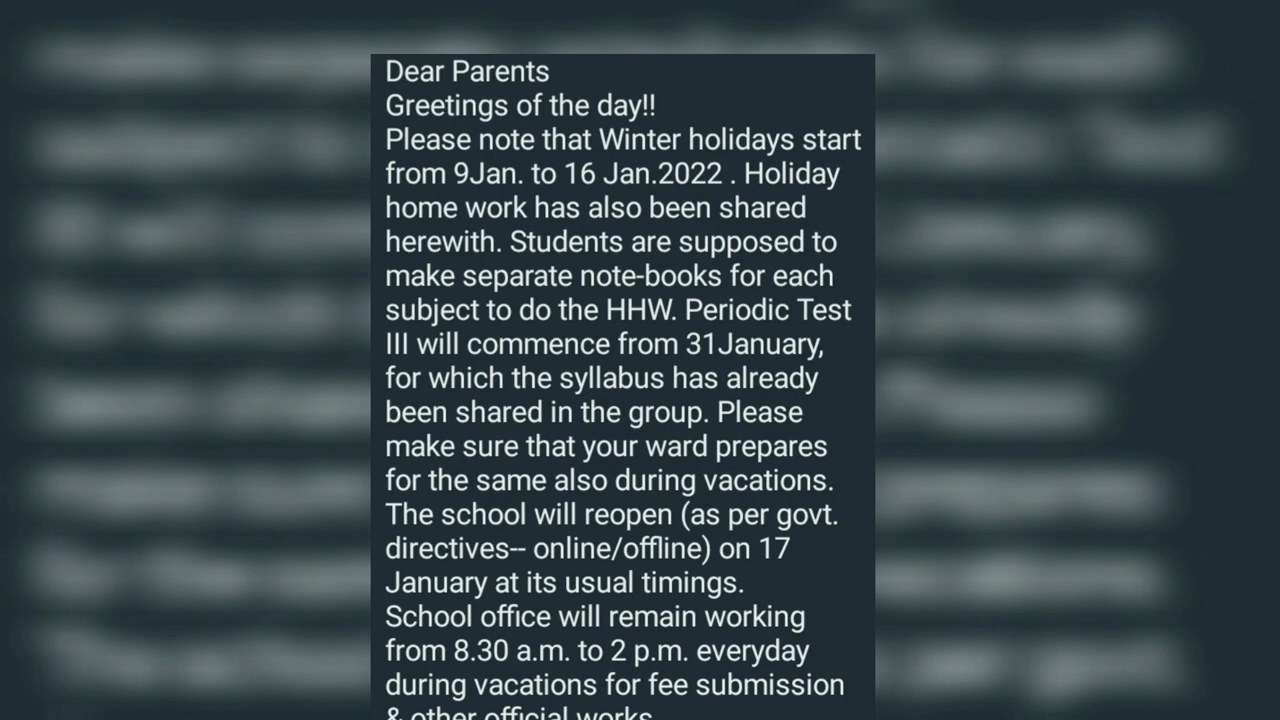 Dear Parents
Greetings of the day!!
Please note that Winter holidays start
from 9Jan. to 16 Jan.2022 . Holiday
home work has also been shared
herewith. Students are supposed to
make separate note-books for each
subject to do the HHW. Periodic Test
III will commence from 31January,
for which the syllabus has already
been shared in the group. Please
make sure that your ward prepares
for the same also during vacations.
The school will reopen (as per govt.
directives-- online/offline) on 17
January at its usual timings.
School office will remain working
from 8.30 a.m. to 2 p.m. everyday
during vacations for fee submission
& other official works